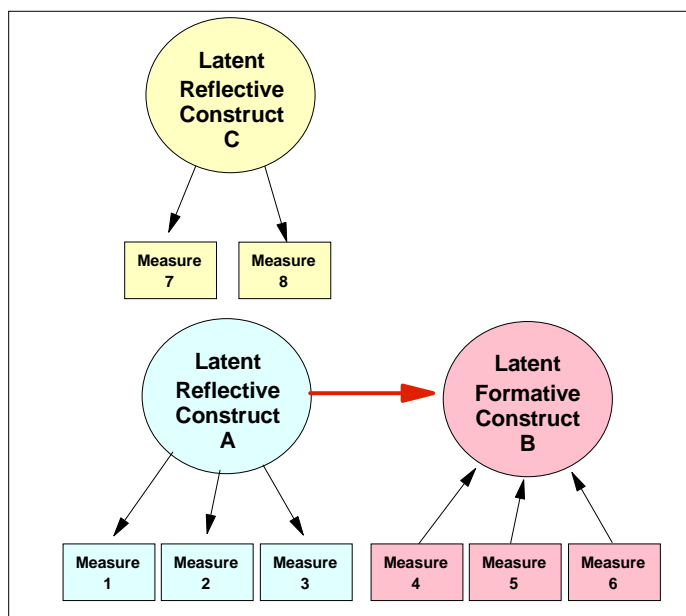 Latent
Reflective
Construct
C
Measure
7
Measure
8
Latent
Reflective
Construct
A
Latent
Formative
Construct
B
Measure
1
Measure
2
Measure
3
Measure
4
Measure
5
Measure
6